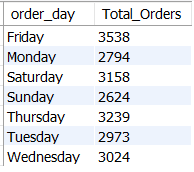 order_day Total_Orders
Friday 3538
Monday 2794
Saturday 3158
Sunday 2624
Thursday 3239
Tuesday 2973
Wednesday 3024